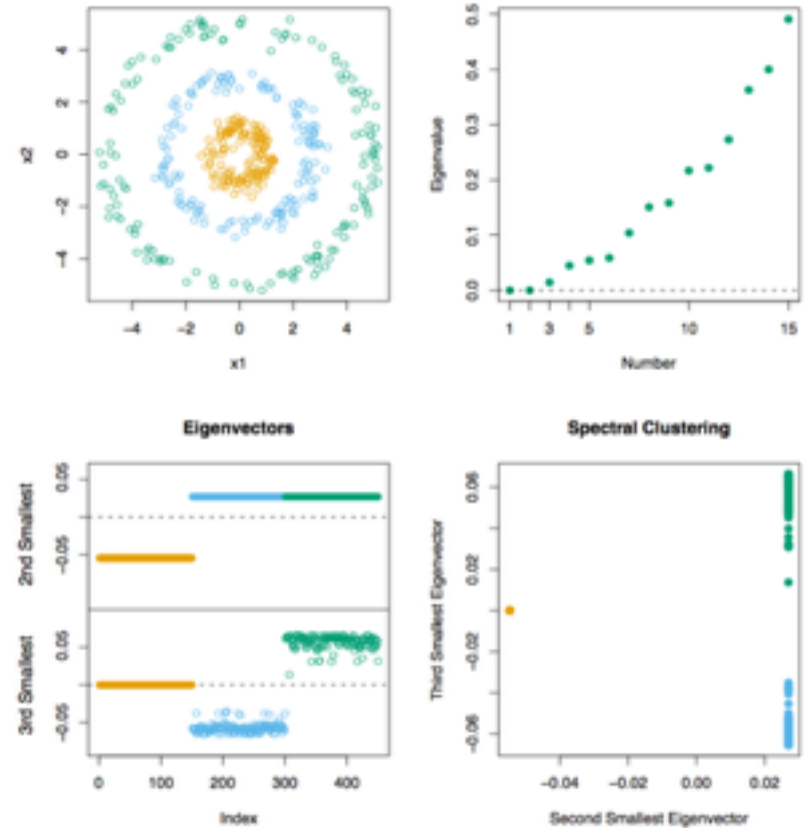 4
2
0
−2
−4
x2
−4 −2 0 2 4
x1
0.5
0.4
0.3
0.2
0.1
0.0
Eigenvalue
1 3 5 10 15
Number
Eigenvectors
0.05
−0.05
2nd Smallest
0.05
−0.05
3rd Smallest
0 100 200 300 400
Index
Spectral Clustering
0.06
0.02
−0.02
−0.06
Third Smallest Eigenvector
−0.04 −0.02 0.00 0.02
Second Smallest Eigenvector